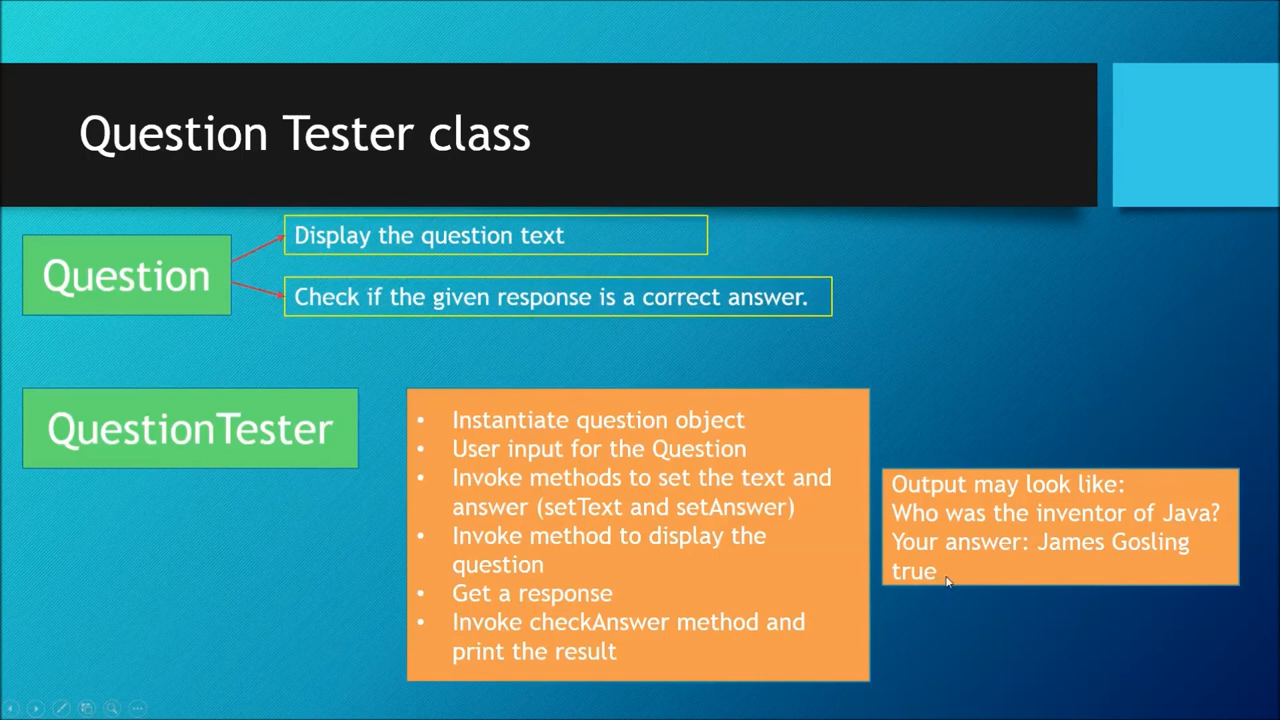 Question Tester class
Question
Display the question text
Check if the given response is a correct answer.
QuestionTester
• Instantiate question object
• User input for the Question
• Invoke methods to set the text and
answer (setText and setAnswer)
• Invoke method to display the
question
• Get a response
• Invoke checkAnswer method and
print the result
Output may look like:
Who was the inventor of Java?
Your answer: James Gosling
true